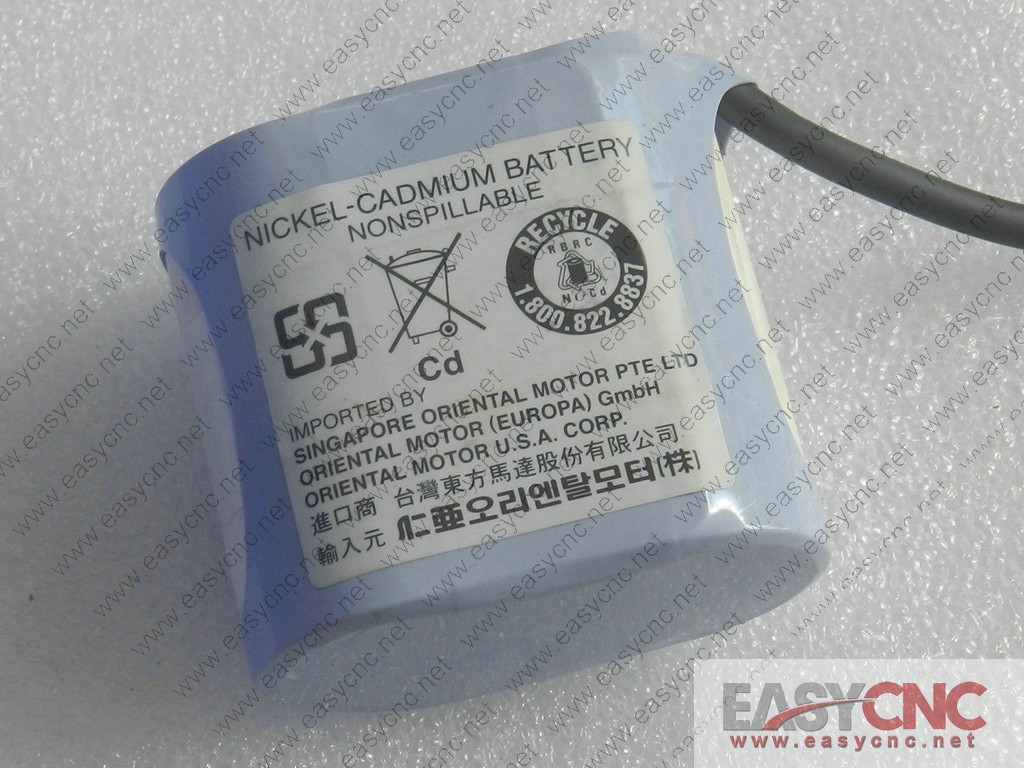 NICKEL-CADMIUM BATTERY
NONSPILLABLE
RECYCLE
RBRC
Ni-Cd
1.800.822.8837
Cd
IMPORTED BY
SINGAPORE ORIENTAL MOTOR PTE LTD
ORIENTAL MOTOR (EUROPA) GmbH
ORIENTAL MOTOR U.S.A. CORP.
進口商 台灣東方馬達股份有限公司
輸入元 仁亜오리엔탈모터(株)
EASYCNC
www.easycnc.net